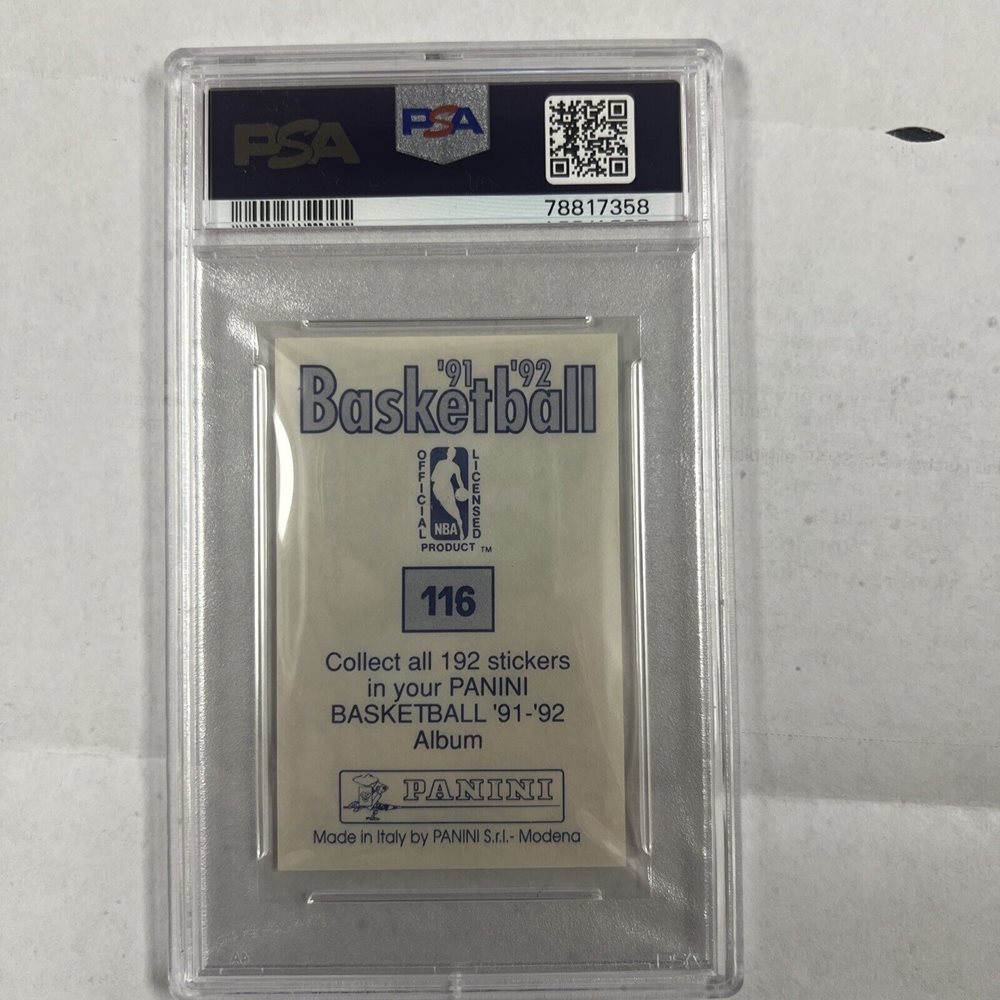 PSA
PSA
78817358
'91 '92
Basketball
OFFICIAL
LICENSED
NBA
PRODUCT ™
116
Collect all 192 stickers
in your PANINI
BASKETBALL '91-'92
Album
PANINI
Made in Italy by PANINI S.r.l.- Modena
PSA